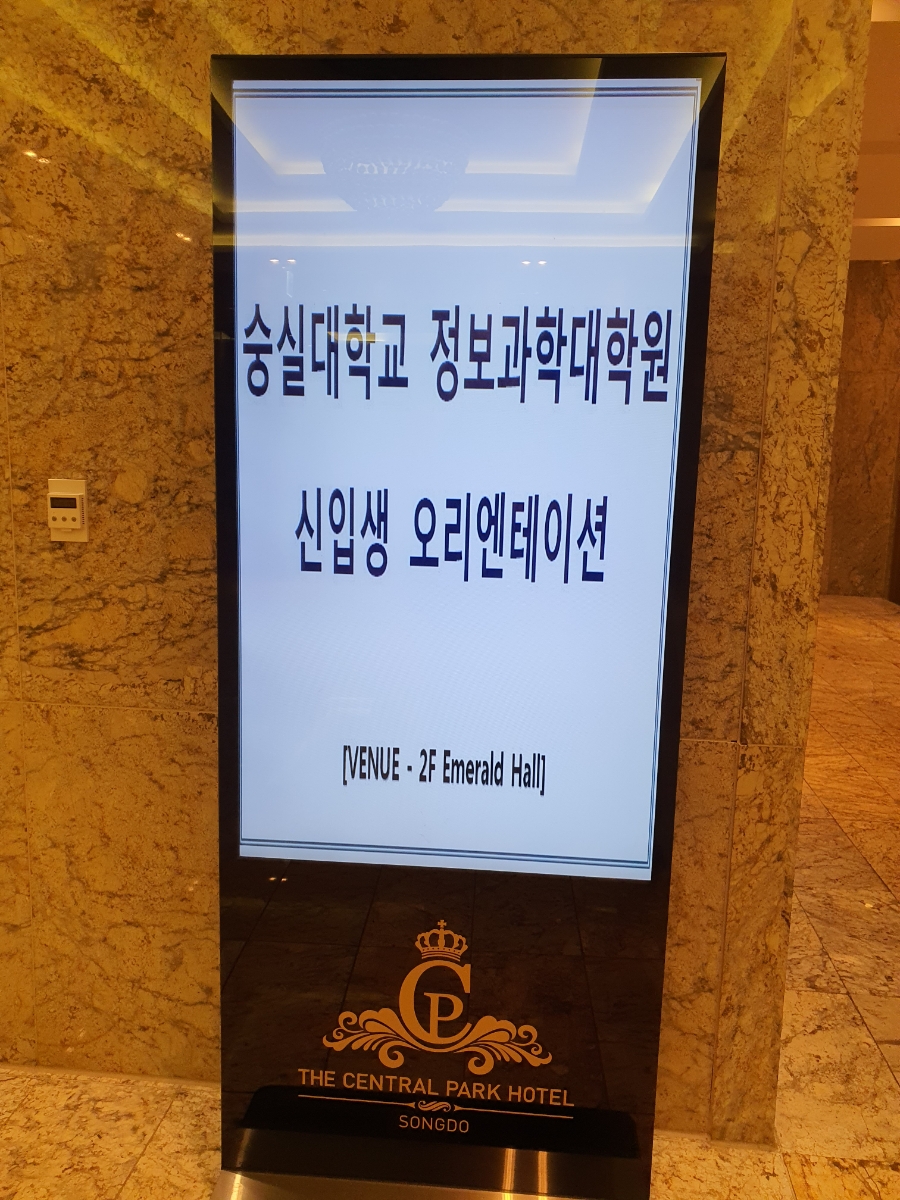 숭실대학교 정보과학대학원
신입생 오리엔테이션
[VENUE - 2F Emerald Hall]
CP
THE CENTRAL PARK HOTEL
SONGDO